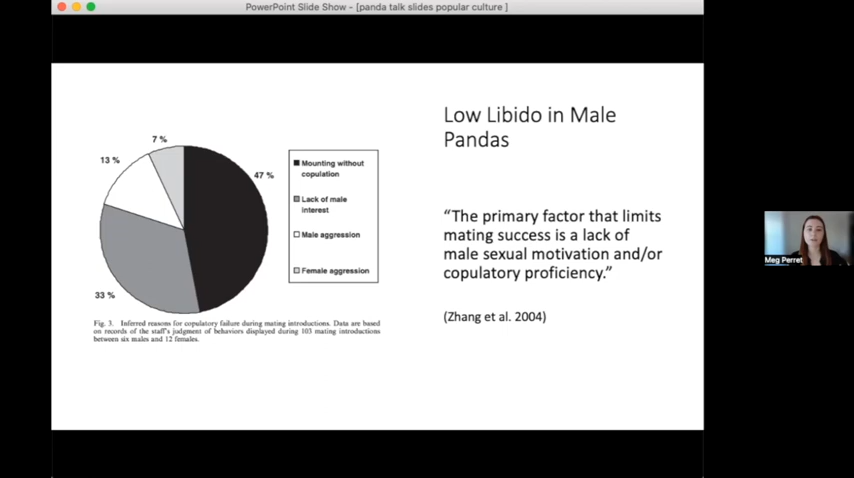 PowerPoint Slide Show - [panda talk slides popular culture ]
Low Libido in Male
Pandas
7 %
13 %
47 %
33 %
Mounting without
copulation
Lack of male
interest
Male aggression
Female aggression
Fig. 3. Inferred reasons for copulatory failure during mating introductions. Data are based
on records of the staff's judgment of behaviors displayed during 103 mating introductions
between six males and 12 females.
“The primary factor that limits
mating success is a lack of
male sexual motivation and/or
copulatory proficiency.”
(Zhang et al. 2004)
Meg Perret